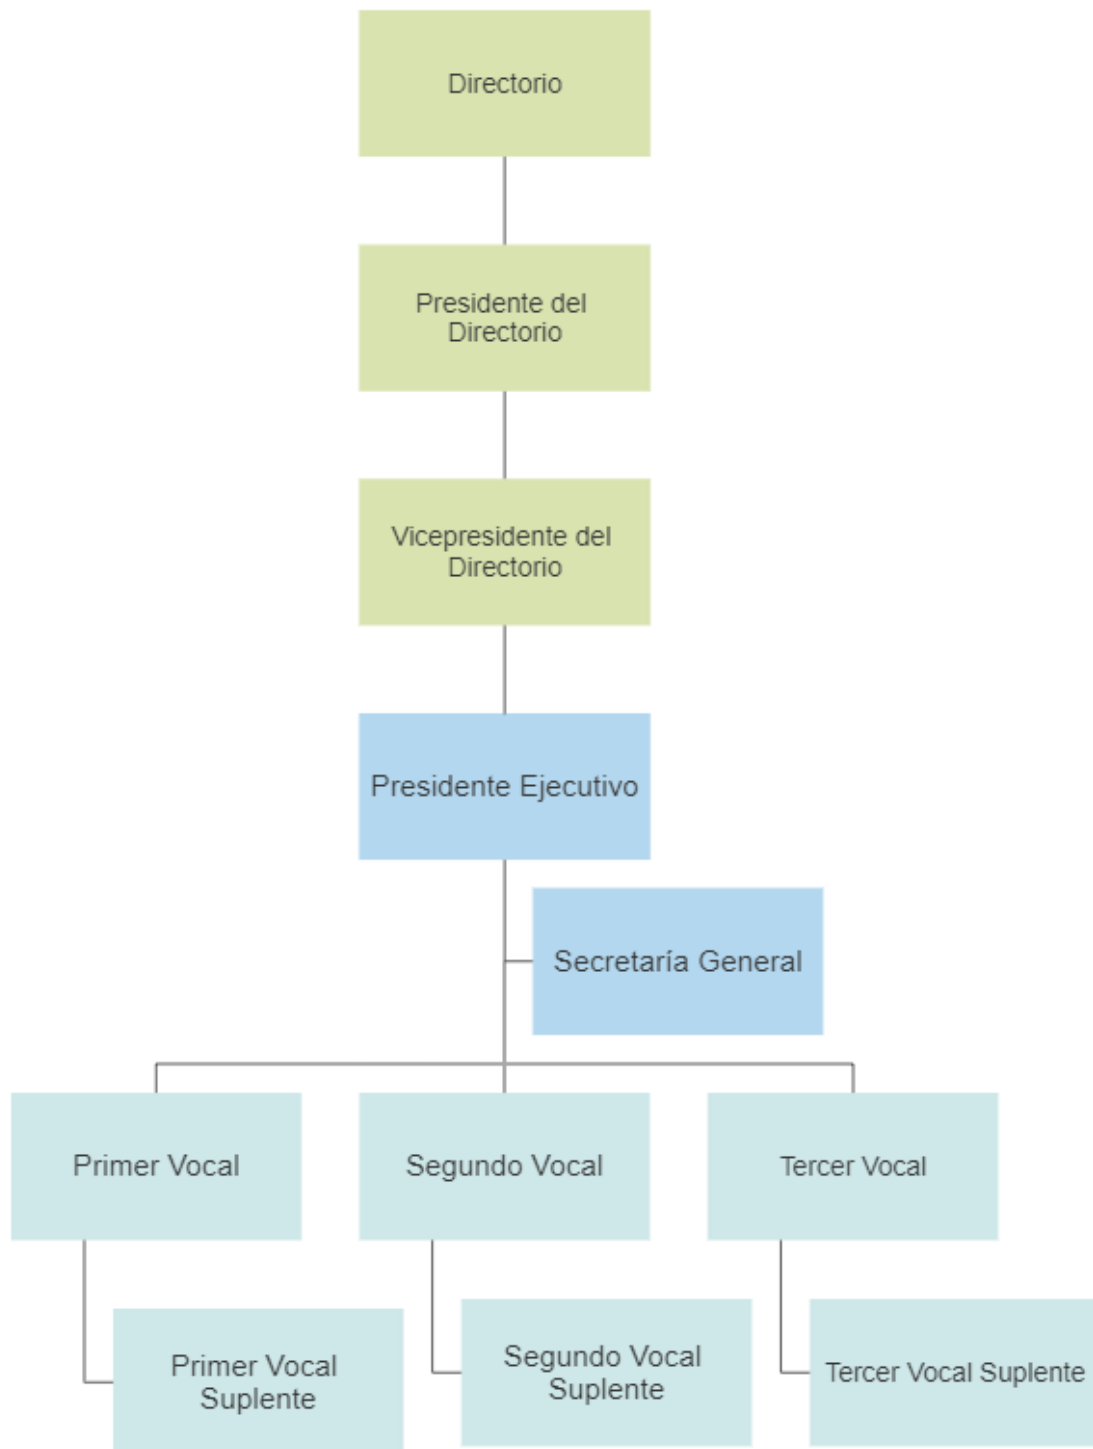 Directorio
Presidente del
Directorio
Vicepresidente del
Directorio
Presidente Ejecutivo
Secretaría General
Primer Vocal
Segundo Vocal
Tercer Vocal
Primer Vocal
Suplente
Segundo Vocal
Suplente
Tercer Vocal Suplente